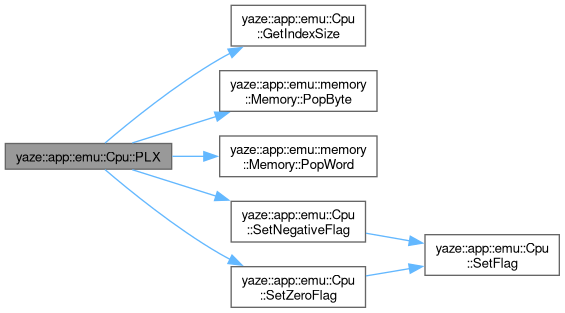 yaze::app::emu::Cpu::PLX
yaze::app::emu::Cpu
::GetIndexSize
yaze::app::emu::memory
::Memory::PopByte
yaze::app::emu::memory
::Memory::PopWord
yaze::app::emu::Cpu
::SetNegativeFlag
yaze::app::emu::Cpu
::SetZeroFlag
yaze::app::emu::Cpu
::SetFlag